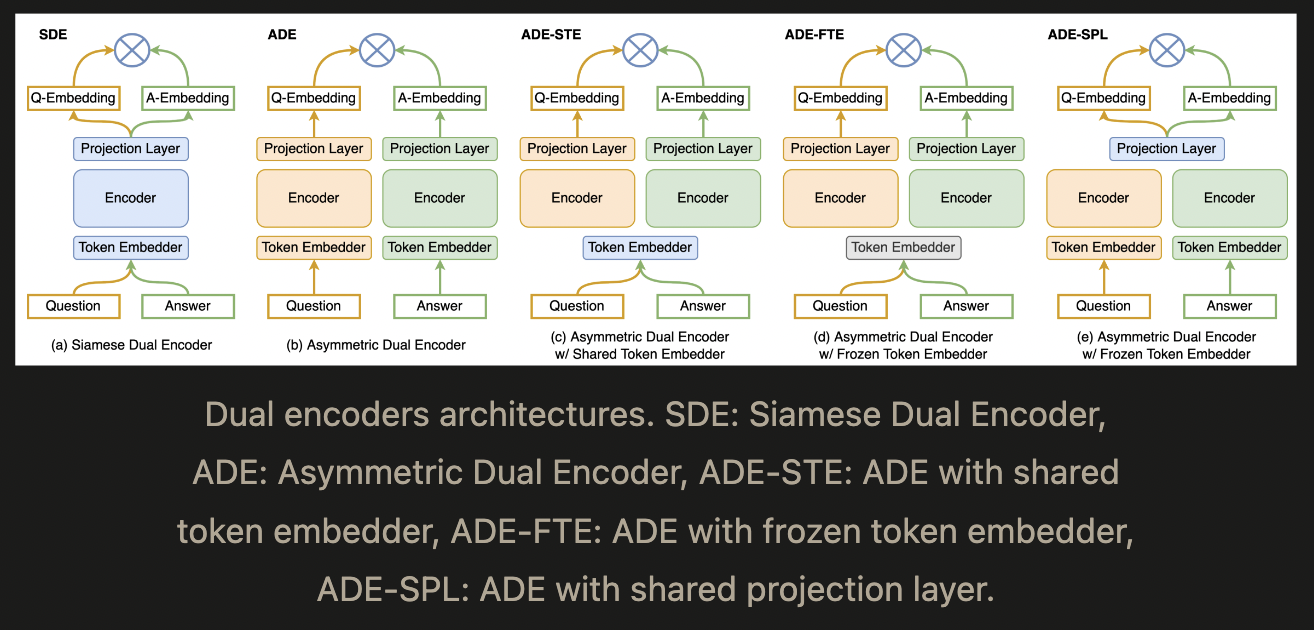 SDE
ADE
ADE-STE
ADE-FTE
ADE-SPL
Q-Embedding
A-Embedding
Q-Embedding
A-Embedding
Q-Embedding
A-Embedding
Q-Embedding
A-Embedding
Q-Embedding
A-Embedding
Projection Layer
Projection Layer
Projection Layer
Projection Layer
Projection Layer
Projection Layer
Projection Layer
Projection Layer
Encoder
Encoder
Encoder
Encoder
Encoder
Encoder
Encoder
Encoder
Encoder
Token Embedder
Token Embedder
Token Embedder
Token Embedder
Token Embedder
Token Embedder
Token Embedder
Question
Answer
Question
Answer
Question
Answer
Question
Answer
Question
Answer
(a) Siamese Dual Encoder
(b) Asymmetric Dual Encoder
(c) Asymmetric Dual Encoder
w/ Shared Token Embedder
(d) Asymmetric Dual Encoder
w/ Frozen Token Embedder
(e) Asymmetric Dual Encoder
w/ Frozen Token Embedder
Dual encoders architectures. SDE: Siamese Dual Encoder,
ADE: Asymmetric Dual Encoder, ADE-STE: ADE with shared
token embedder, ADE-FTE: ADE with frozen token embedder,
ADE-SPL: ADE with shared projection layer.